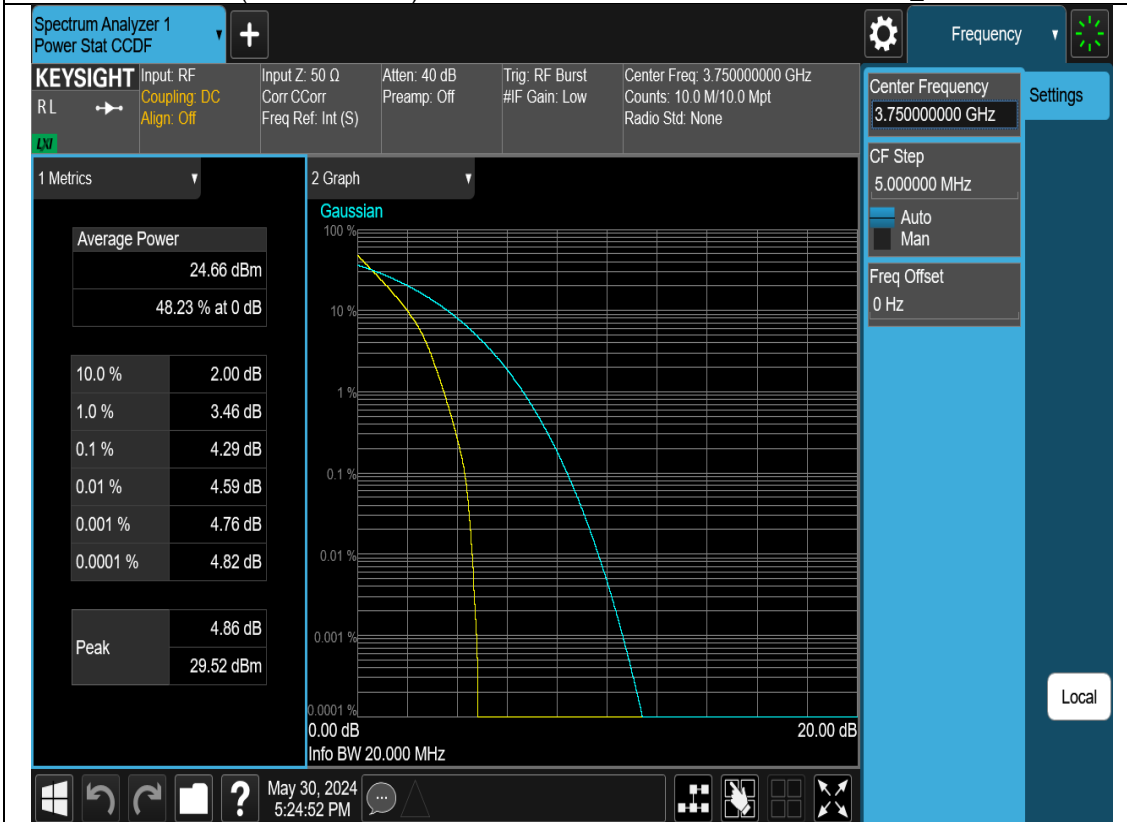 Spectrum Analyzer 1
Power Stat CCDF
+
Frequency
KEYSIGHT
RL
LXI
Input: RF
Coupling: DC
Align: Off
Input Z: 50 Ω
Corr CCorr
Freq Ref: Int (S)
Atten: 40 dB
Preamp: Off
Trig: RF Burst
#IF Gain: Low
Center Freq: 3.750000000 GHz
Counts: 10.0 M/10.0 Mpt
Radio Std: None
Center Frequency
3.750000000 GHz
Settings
CF Step
5.000000 MHz
Auto
Man
Freq Offset
0 Hz
Local
1 Metrics
Average Power
24.66 dBm
48.23 % at 0 dB
10.0 % 2.00 dB
1.0 % 3.46 dB
0.1 % 4.29 dB
0.01 % 4.59 dB
0.001 % 4.76 dB
0.0001 % 4.82 dB
Peak
4.86 dB
29.52 dBm
2 Graph
Gaussian
100 %
10 %
1 %
0.1 %
0.01 %
0.001 %
0.0001 %
0.00 dB 20.00 dB
Info BW 20.000 MHz
?
May 30, 2024
5:24:52 PM